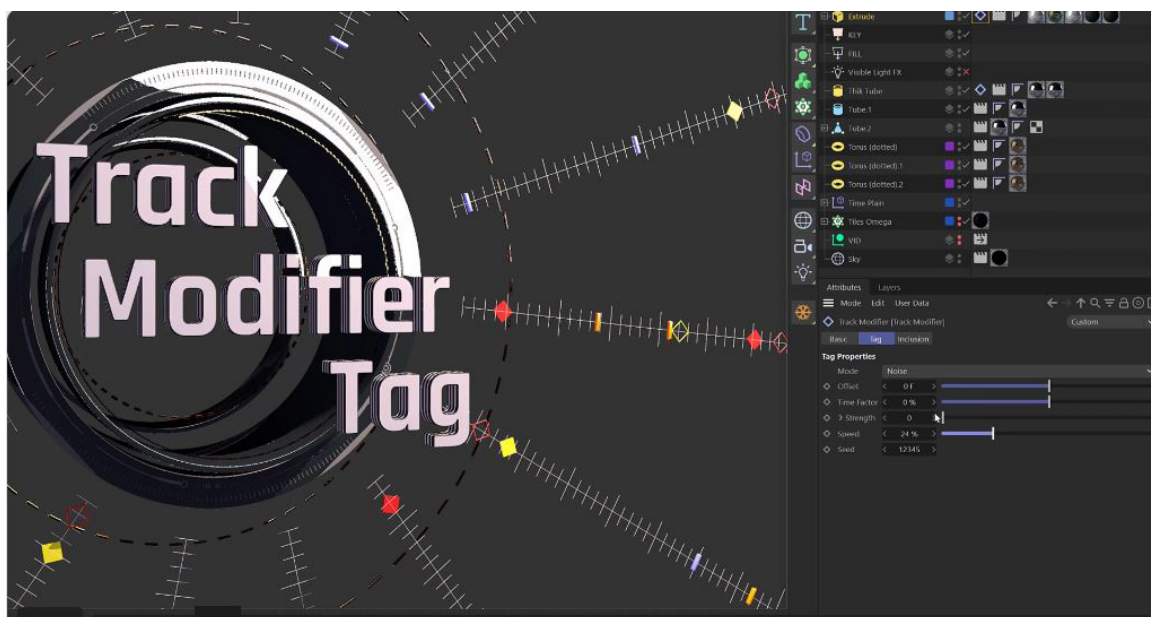 Track
Modifier
Tag
Extrude
KEY
FILL
Visible Light FX
Thik Tube
Tube.1
Tube.2
Torus (dotted)
Torus (dotted).1
Torus (dotted).2
Time Plain
Tiles Omega
VID
Sky
Attributes Layers
Mode Edit User Data
Track Modifier [Track Modifier] Custom
Basic Tag Inclusion
Tag Properties
Mode Noise
Offset 0 F
Time Factor 0 %
> Strength 0
Speed 24 %
Seed 12345